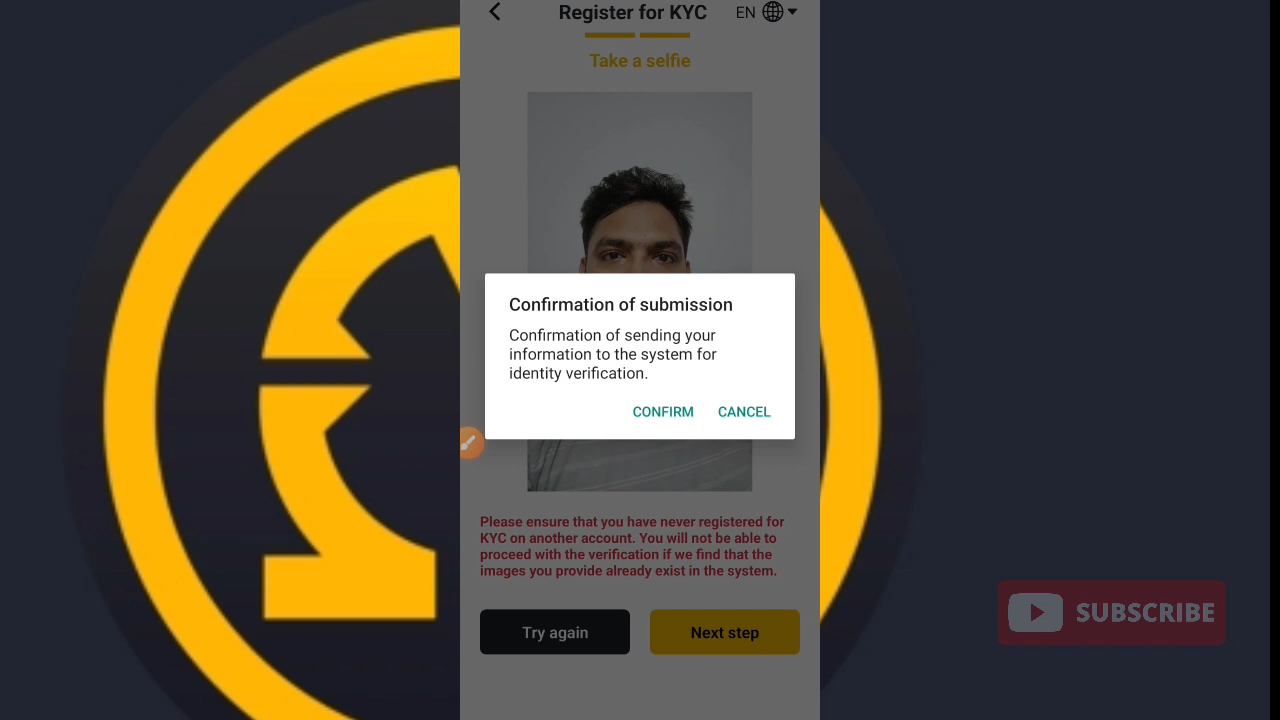 Register for KYC
EN
Take a selfie
Confirmation of submission
Confirmation of sending your
information to the system for
identity verification.
CONFIRM CANCEL
Please ensure that you have never registered for
KYC on another account. You will not be able to
proceed with the verification if we find that the
images you provide already exist in the system.
Try again
Next step
SUBSCRIBE